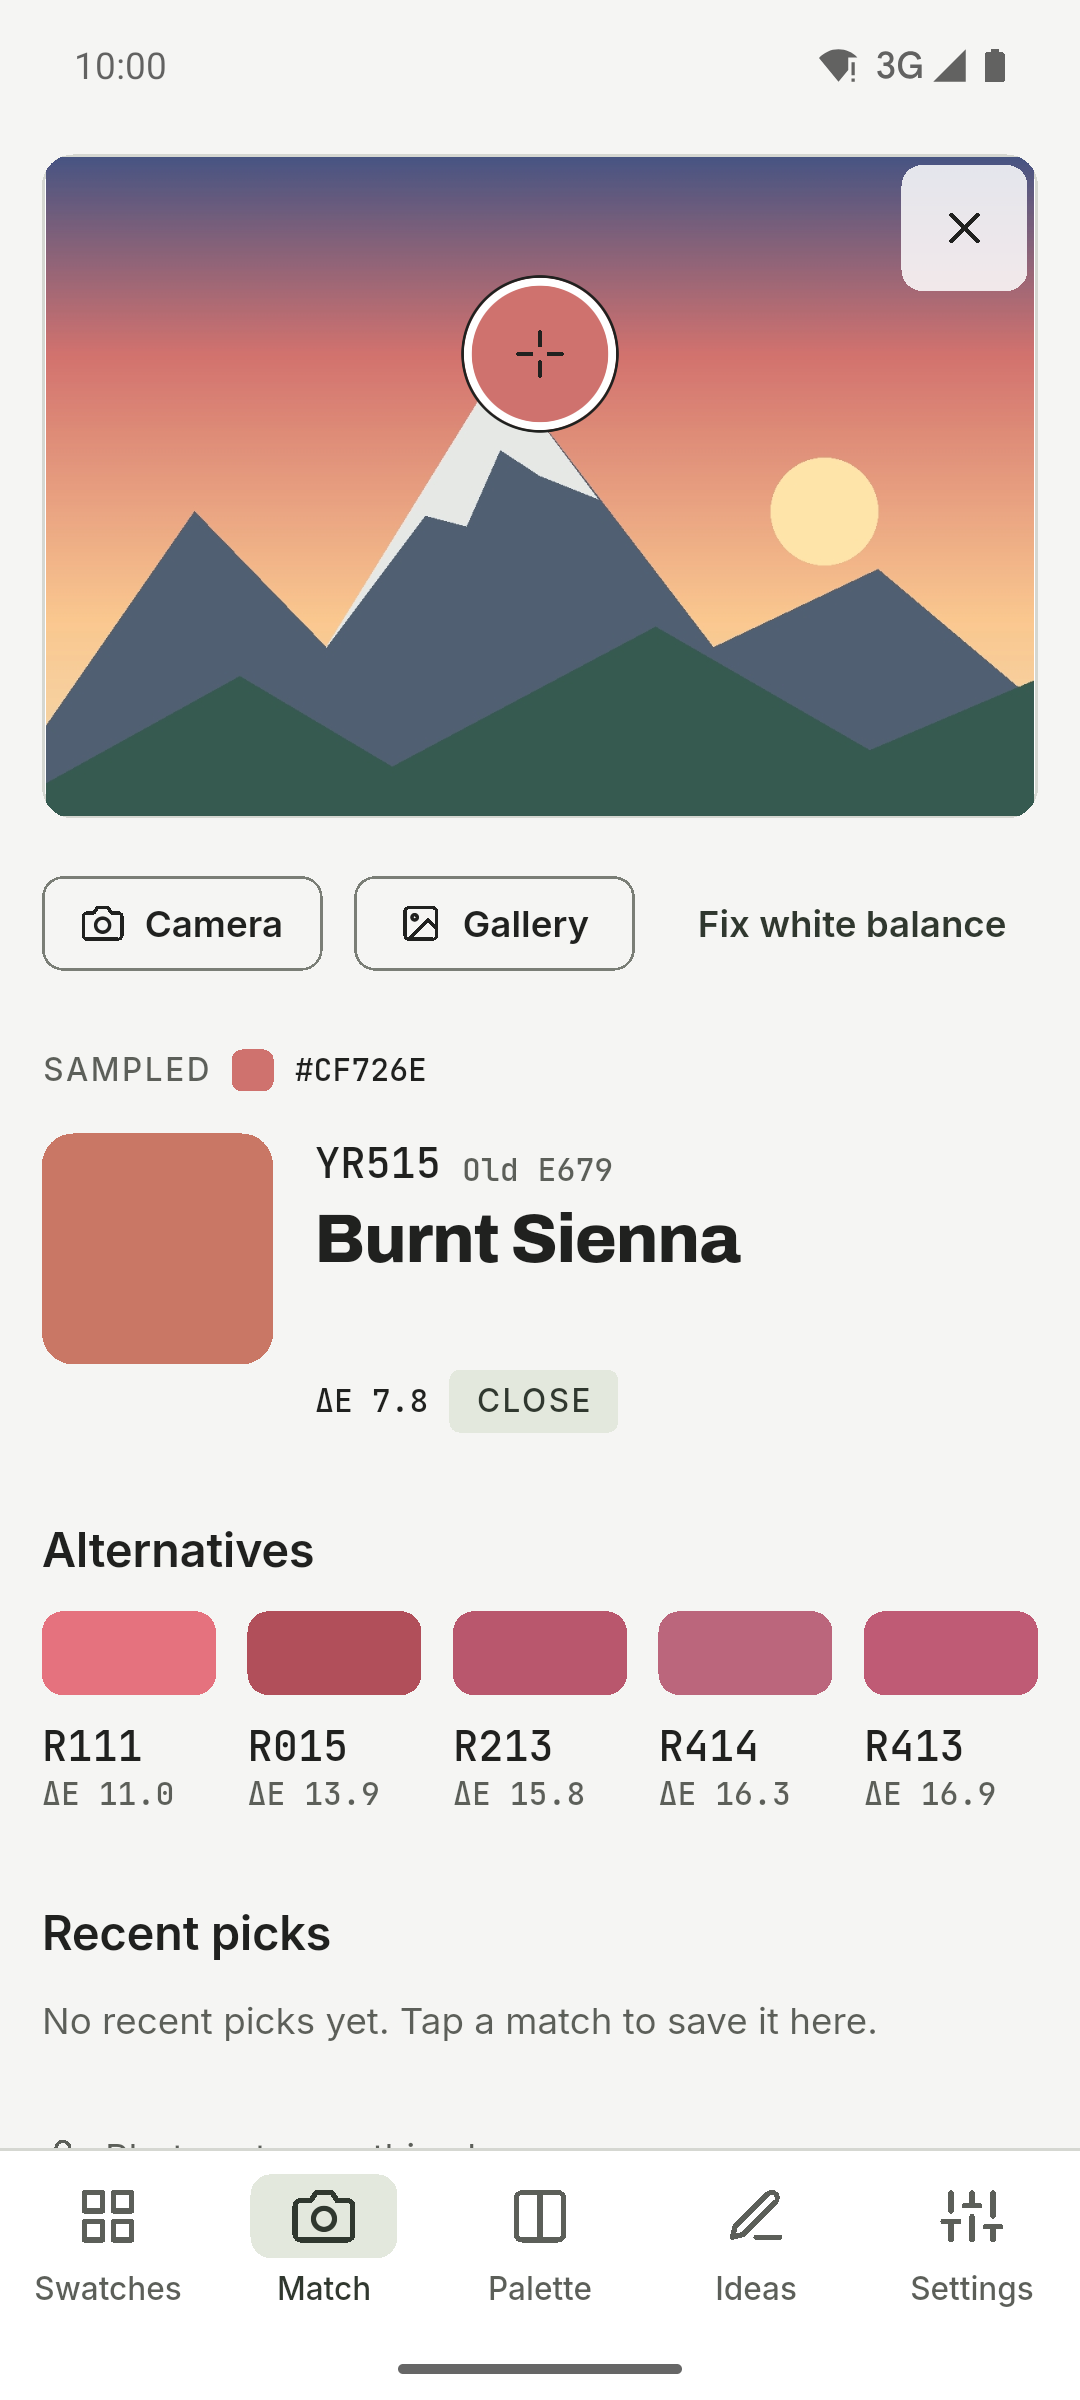 10:00
3G
Camera
Gallery
Fix white balance
SAMPLED #CF726E
YR515 Old E679
Burnt Sienna
ΔE 7.8 CLOSE
Alternatives
R111 R015 R213 R414 R413
ΔE 11.0 ΔE 13.9 ΔE 15.8 ΔE 16.3 ΔE 16.9
Recent picks
No recent picks yet. Tap a match to save it here.
Swatches Match Palette Ideas Settings